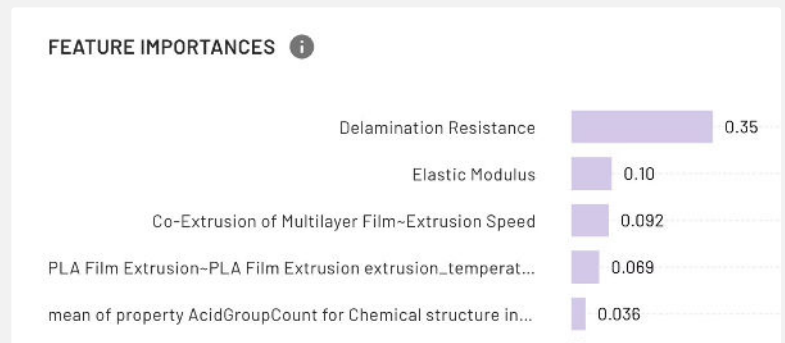 FEATURE IMPORTANCES i
Delamination Resistance 0.35
Elastic Modulus 0.10
Co-Extrusion of Multilayer Film~Extrusion Speed 0.092
PLA Film Extrusion~PLA Film Extrusion extrusion_temperat... 0.069
mean of property AcidGroupCount for Chemical structure in... 0.036